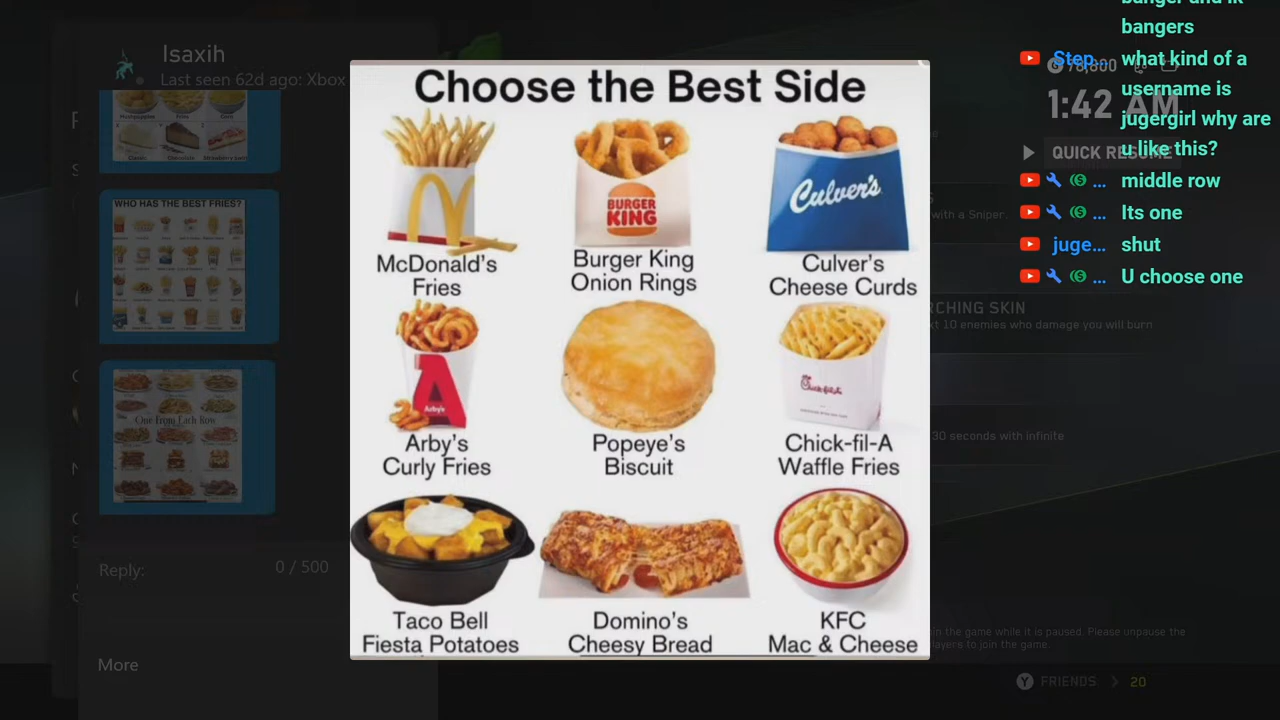 Isaxih
Last seen 62d ago: Xbox
WHO HAS THE BEST FRIES?
One From Each Row
Reply:
0 / 500
More
Choose the Best Side
McDonald's
Fries
Burger King
Onion Rings
Culver's
Cheese Curds
BURGER
KING
Culver's
Arby's
Curly Fries
Popeye's
Biscuit
Chick-fil-A
Waffle Fries
Arby's
Chick-fil-A
Taco Bell
Fiesta Potatoes
Domino's
Cheesy Bread
KFC
Mac & Cheese
bangers
Step... what kind of a
username is
jugergirl why are
u like this?
... middle row
... Its one
juge... shut
... U choose one
1:42 AM
QUICK RESUME
with a Sniper.
RCHING SKIN
xt 10 enemies who damage you will burn
30 seconds with infinite
in the game while it is paused. Please unpause the
layers to join the game.
Y FRIENDS > 20